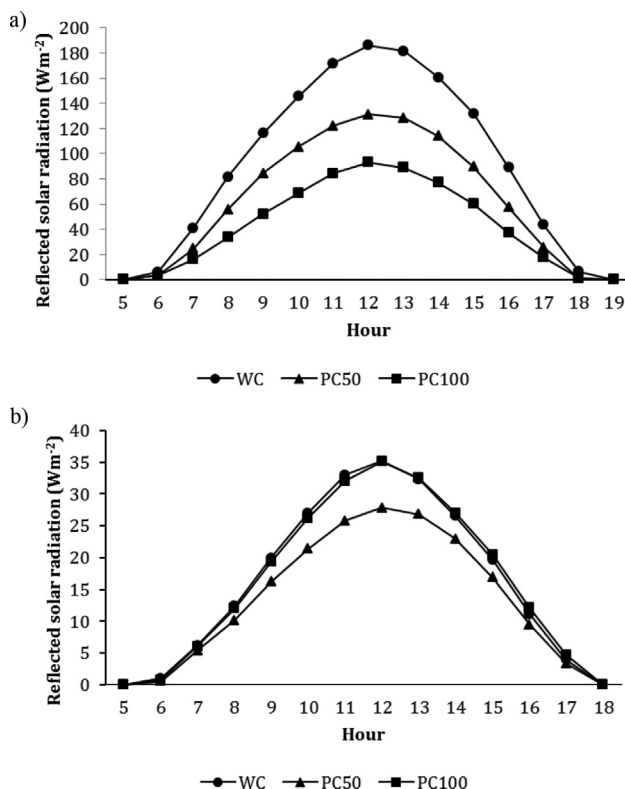 a)
Reflected solar radiation (Wm-2)
200
180
160
140
120
100
80
60
40
20
0
5 6 7 8 9 10 11 12 13 14 15 16 17 18 19
Hour
WC PC50 PC100
b)
Reflected solar radiation (Wm-2)
40
35
30
25
20
15
10
5
0
5 6 7 8 9 10 11 12 13 14 15 16 17 18
Hour
WC PC50 PC100